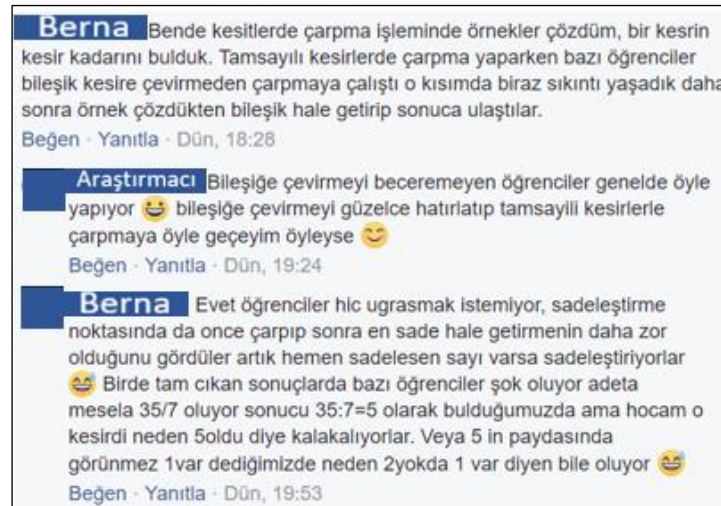 Berna Bende kesitlerde çarpma işleminde örnekler çözdüm, bir kesrin
kesir kadarını bulduk. Tamsayılı kesirlerde çarpma yaparken bazı öğrenciler
bileşik kesire çevirmeden çarpmaya çalıştı o kısımda biraz sıkıntı yaşadık daha
sonra örnek çözdükten bileşik hale getirip sonuca ulaştılar.
Beğen · Yanıtla · Dün, 18:28
Araştırmacı Bileşiğe çevirmeyi beceremeyen öğrenciler genelde öyle
yapıyor 😃 bileşiğe çevirmeyi güzelce hatırlatıp tamsayili kesirlerle
çarpmaya öyle geçeyim öyleyse 😊
Beğen · Yanıtla · Dün, 19:24
Berna Evet öğrenciler hic ugrasmak istemiyor, sadeleştirme
noktasında da once çarpıp sonra en sade hale getirmenin daha zor
olduğunu gördüler artık hemen sadelesen sayı varsa sadeleştiriyorlar
😅 Birde tam cıkan sonuçlarda bazı öğrenciler şok oluyor adeta
mesela 35/7 oluyor sonucu 35:7=5 olarak bulduğumuzda ama hocam o
kesirdi neden 5oldu diye kalakalıyorlar. Veya 5 in paydasında
görünmez 1var dediğimizde neden 2yokda 1 var diyen bile oluyor 😅
Beğen · Yanıtla · Dün, 19:53